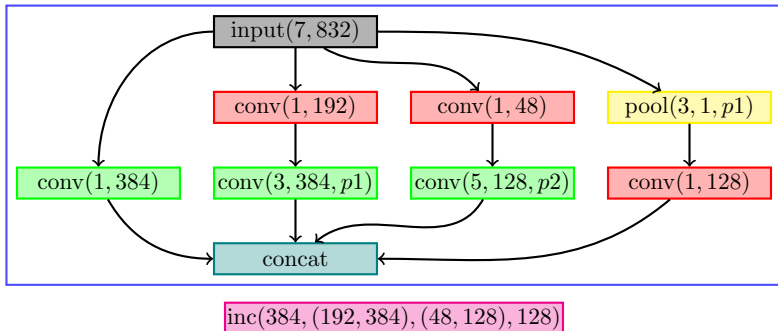 input(7, 832)
conv(1, 192)
conv(1, 48)
pool(3, 1, p1)
conv(1, 384)
conv(3, 384, p1)
conv(5, 128, p2)
conv(1, 128)
concat
inc(384, (192, 384), (48, 128), 128)